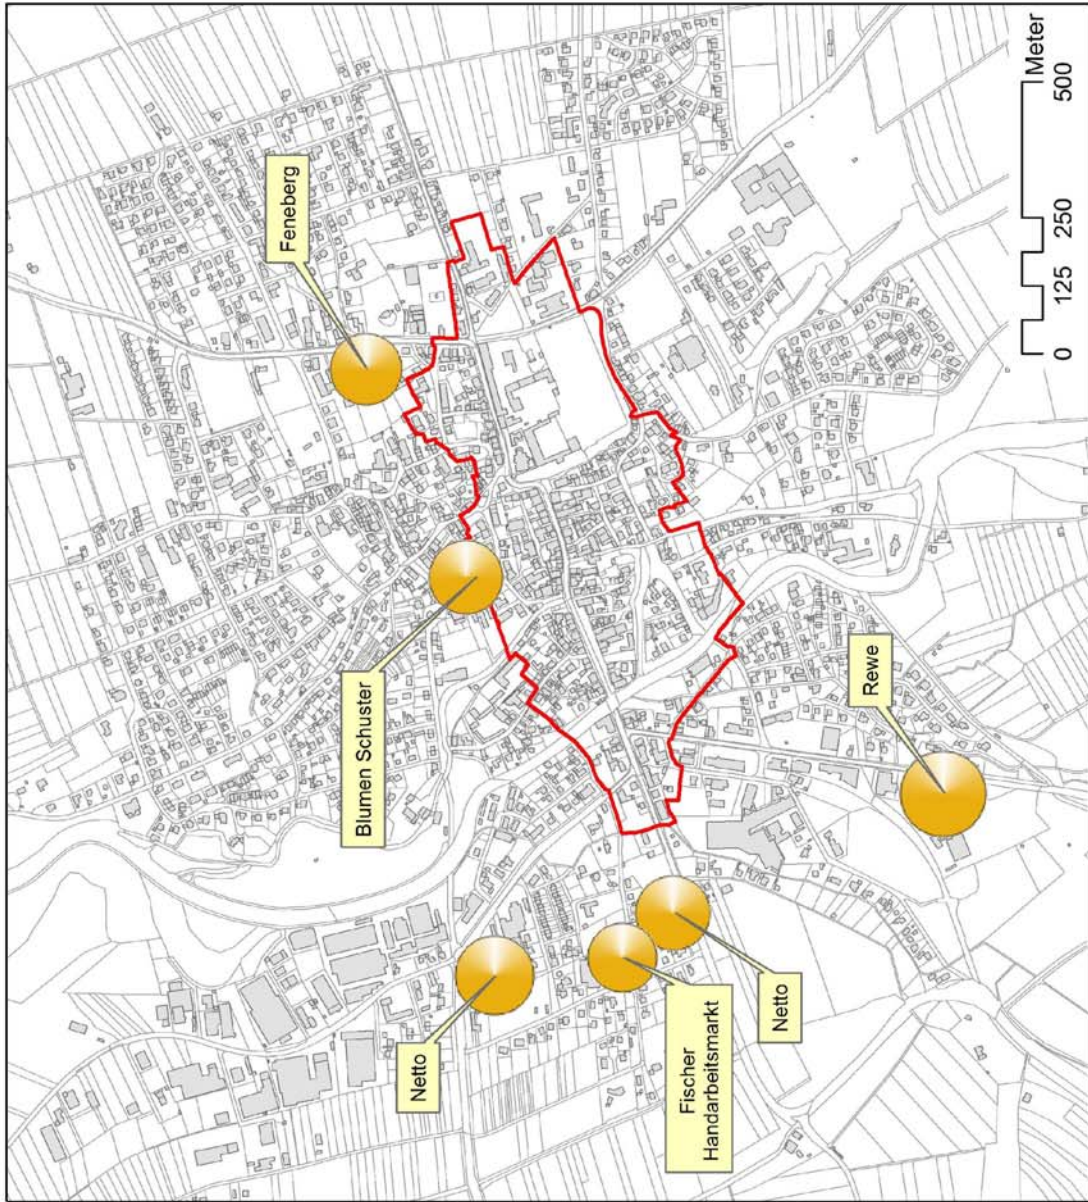 Feneberg
Blumen Schuster
Rewe
Netto
Fischer
Handarbeitsmarkt
Netto
0 125 250 500
Meter